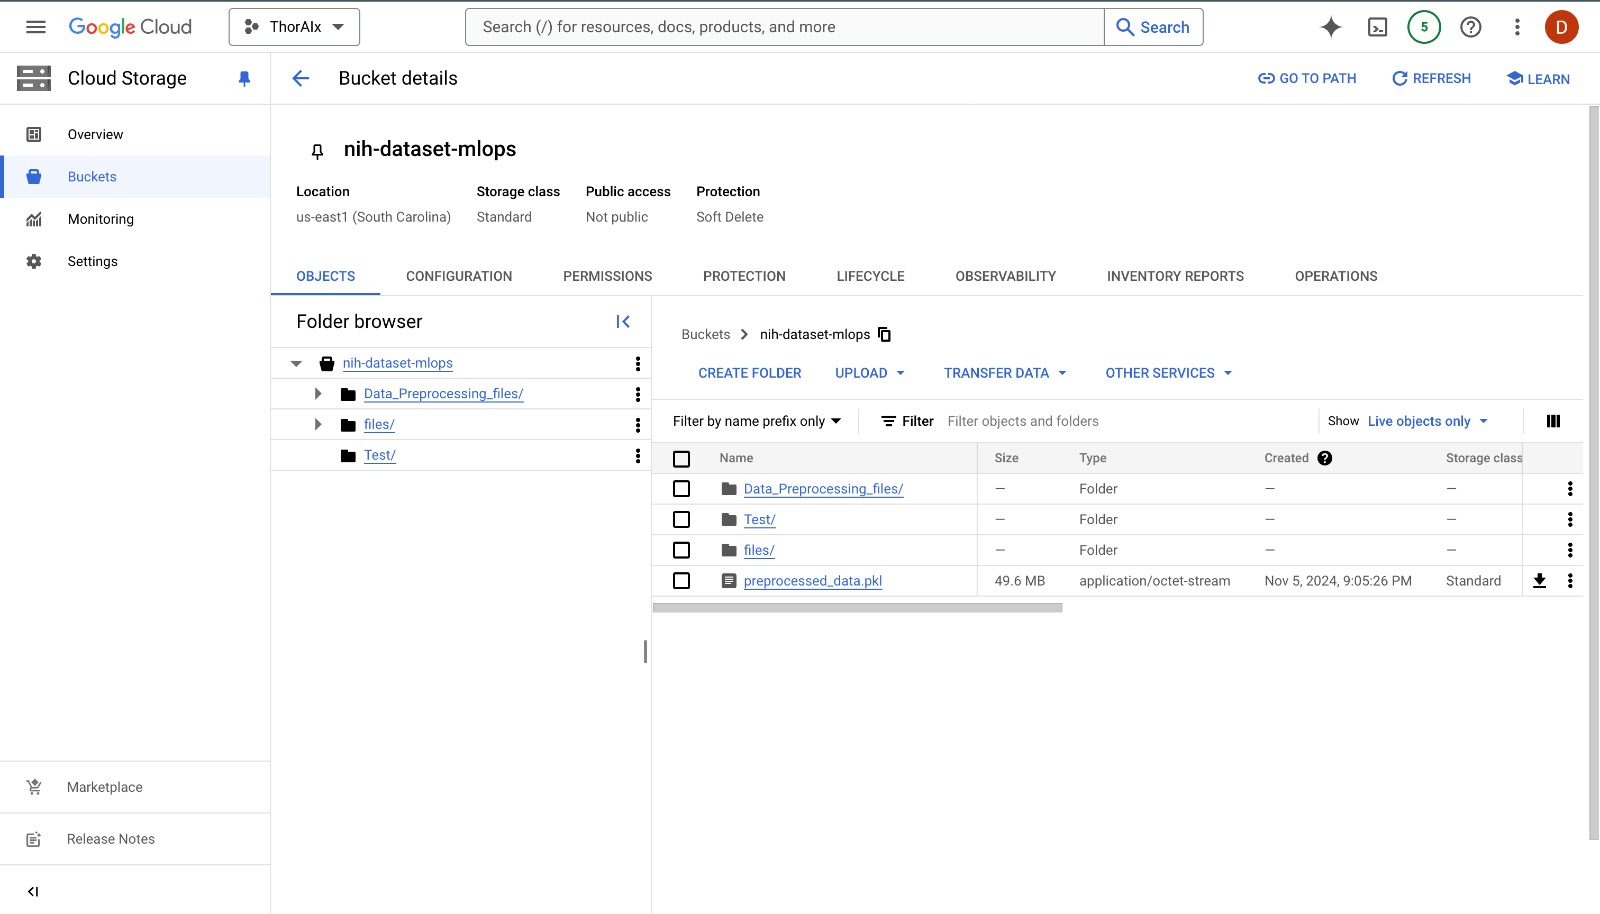 Google Cloud
ThorAIx
Search (/) for resources, docs, products, and more
Search
5
D
Cloud Storage
Bucket details
GO TO PATH
REFRESH
LEARN
Overview
Buckets
Monitoring
Settings
Marketplace
Release Notes
nih-dataset-mlops
Location Storage class Public access Protection
us-east1 (South Carolina) Standard Not public Soft Delete
OBJECTS CONFIGURATION PERMISSIONS PROTECTION LIFECYCLE OBSERVABILITY INVENTORY REPORTS OPERATIONS
Folder browser
nih-dataset-mlops
Data_Preprocessing_files/
files/
Test/
Buckets nih-dataset-mlops
CREATE FOLDER UPLOAD TRANSFER DATA OTHER SERVICES
Filter by name prefix only Filter Filter objects and folders Show Live objects only
Name Size Type Created Storage class
Data_Preprocessing_files/ — Folder — —
Test/ — Folder — —
files/ — Folder — —
preprocessed_data.pkl 49.6 MB application/octet-stream Nov 5, 2024, 9:05:26 PM Standard